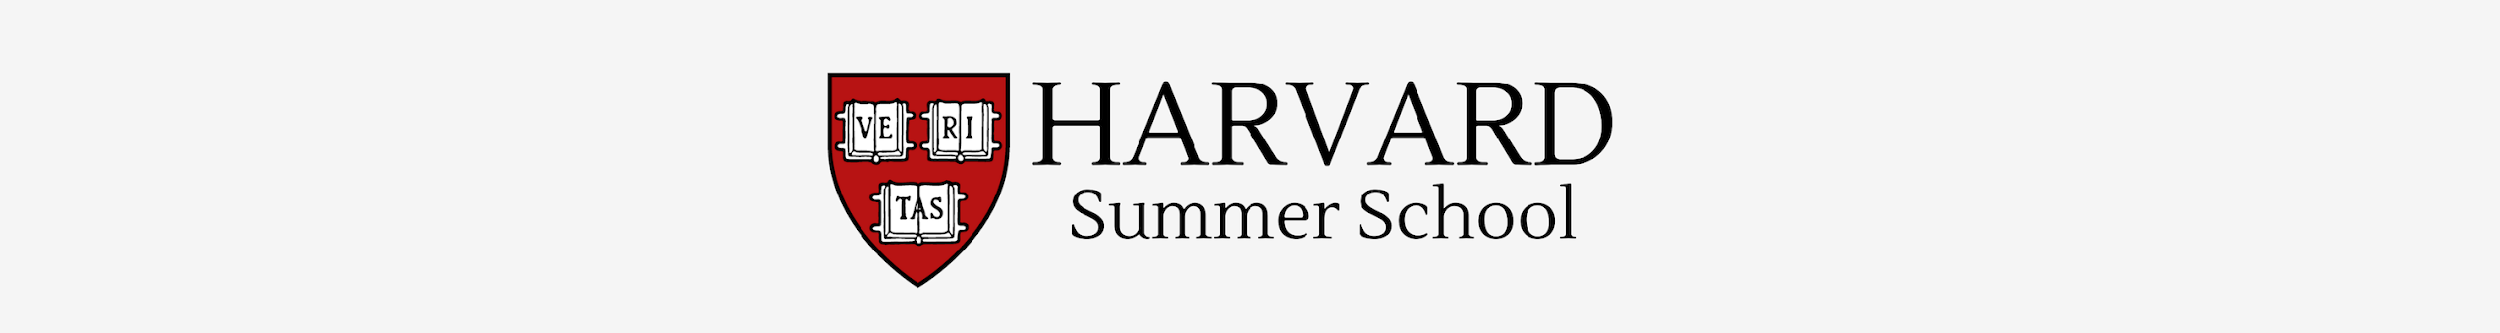 VE RI
TAS
HARVARD
Summer School